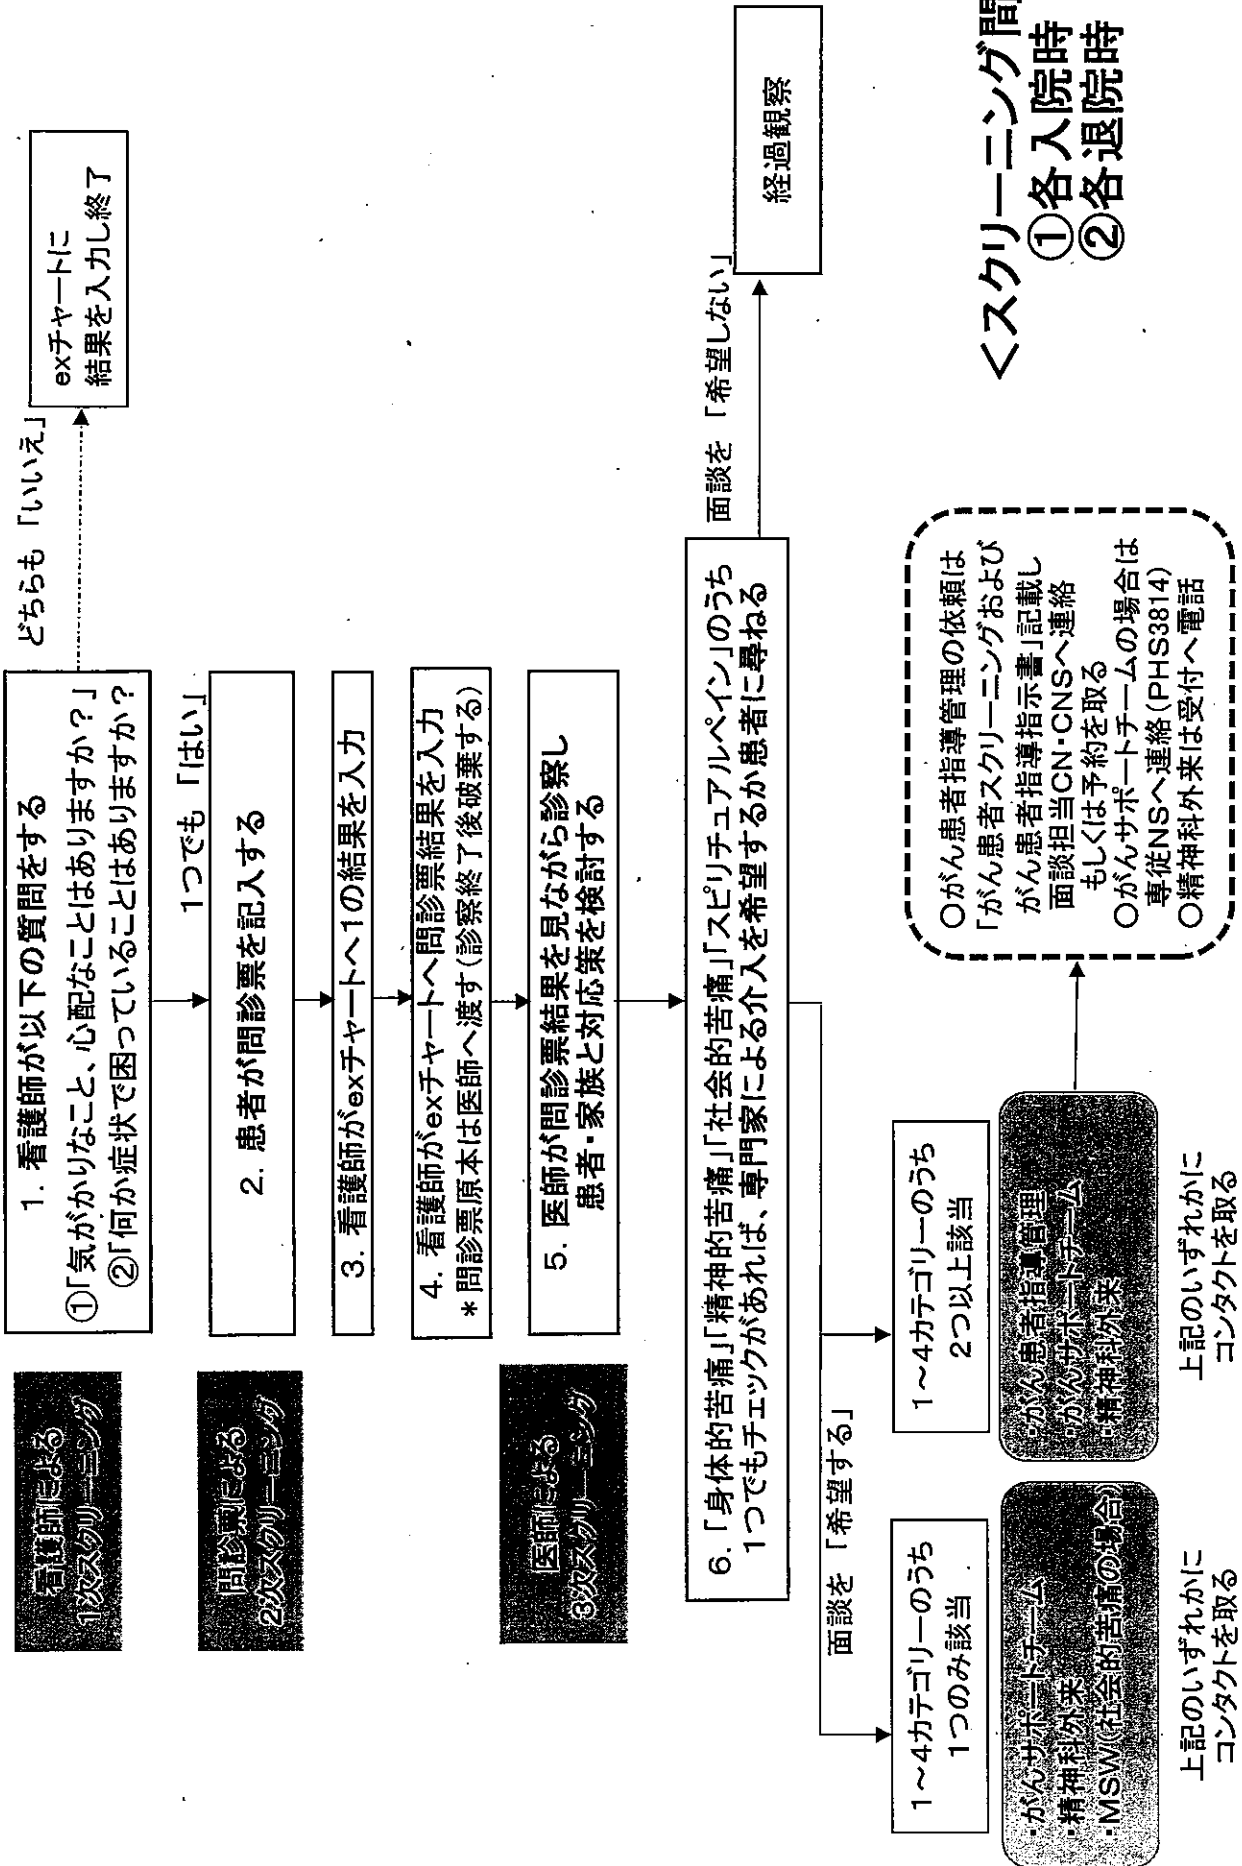 看護師による
1次スクリーニング
1. 看護師が以下の質問をする
①「気がかりなこと、心配なことはありますか?」
②「何か症状で困っていることはありますか?
どちらも「いいえ」
exチャートに
結果を入力し終了
1つでも「はい」
問診票による
2次スクリーニング
2. 患者が問診票を記入する
3. 看護師がexチャートへ1の結果を入力
4. 看護師がexチャートへ問診票結果を入力
*問診票原本は医師へ渡す(診察終了後破棄する)
医師による
3次スクリーニング
5. 医師が問診票結果を見ながら診察し
患者・家族と対応策を検討する
6. 「身体的苦痛」「精神的苦痛」「社会的苦痛」「スピリチュアルペイン」のうち
1つでもチェックがあれば、専門家による介入を希望するか患者に尋ねる
面談を「希望しない」
経過観察
面談を「希望する」
1~4カテゴリーのうち
1つのみ該当
・がんサポートチーム
・精神科外来
・MSW(社会的苦痛の場合)
上記のいずれかに
コンタクトを取る
1~4カテゴリーのうち
2つ以上該当
・がん患者指導管理
・がんサポートチーム
・精神科外来
上記のいずれかに
コンタクトを取る
○がん患者指導管理の依頼は
「がん患者スクリーニングおよび
がん患者指導指示書」記載し
面談担当CN・CNSへ連絡
もしくは予約を取る
○がんサポートチームの場合は
専従NSへ連絡(PHS3814)
○精神科外来は受付へ電話
<スクリーニング間
①各入院時
②各退院時